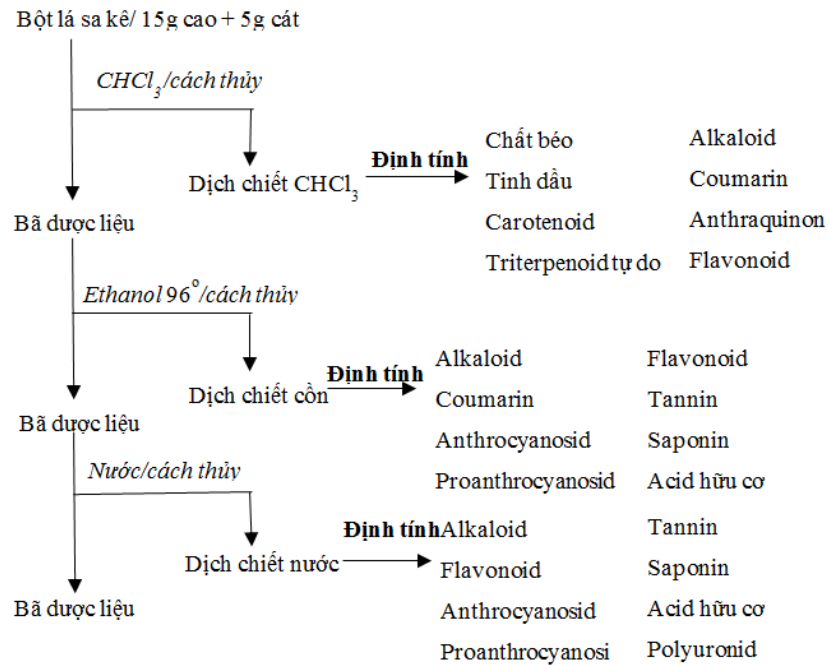 Bột lá sa kê/ 15g cao + 5g cát
CHCl3/cách thủy
Dịch chiết CHCl3
Định tính
Chất béo
Alkaloid
Tinh dầu
Coumarin
Carotenoid
Anthraquinon
Triterpenoid tự do
Flavonoid
Bã dược liệu
Ethanol 96o/cách thủy
Dịch chiết cồn
Định tính
Alkaloid
Flavonoid
Coumarin
Tannin
Anthrocyanosid
Saponin
Proanthrocyanosid
Acid hữu cơ
Bã dược liệu
Nước/cách thủy
Dịch chiết nước
Định tính
Alkaloid
Tannin
Flavonoid
Saponin
Anthrocyanosid
Acid hữu cơ
Proanthrocyanosi
Polyuronid
Bã dược liệu